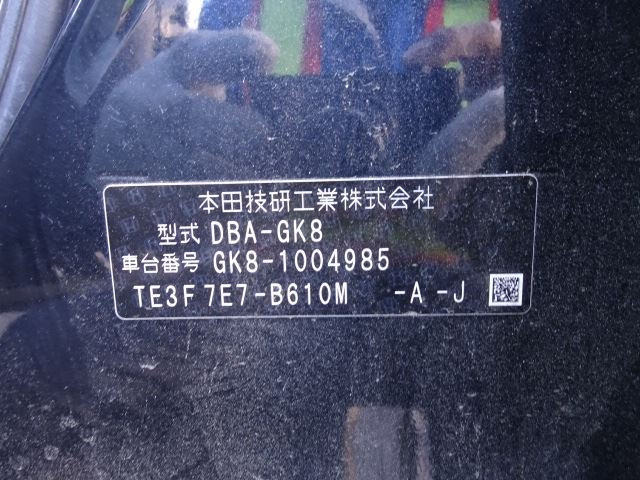 本田技研工業株式会社
型式 DBA-GK8
車台番号 GK8-1004985
TE3F7E7-B610M -A -J